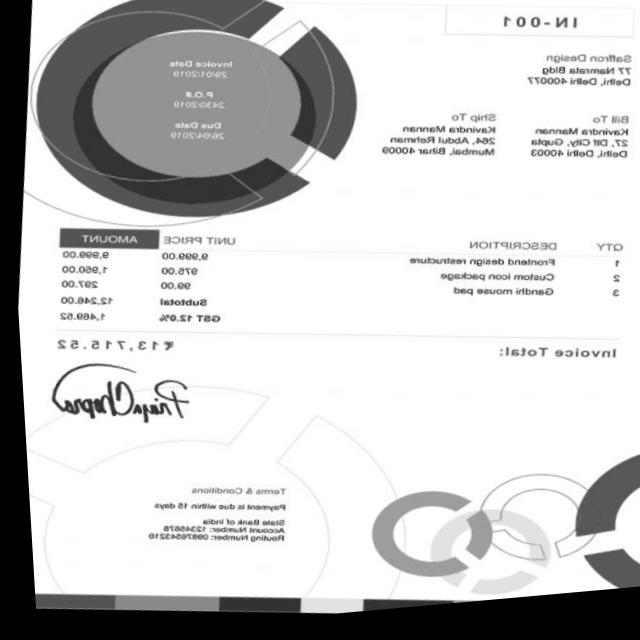 IN-001
Saffron Design
77 Namrata Bldg
Delhi, Delhi 400077
Bill To
Kavindra Mannan
27, Dlf City, Gupta
Delhi, Delhi 40003
Ship To
Kavindra Mannan
264, Abdul Rehman
Mumbai, Bihar 40009
Invoice Date
29/01/2019
P.O.#
2430/2019
Due Date
26/04/2019
QTY DESCRIPTION UNIT PRICE AMOUNT
1 Frontend design restructure 9,999.00 9,999.00
2 Custom icon package 975.00 1,950.00
3 Gandhi mouse pad 99.00 297.00
Subtotal 12,246.00
GST 12.0% 1,469.52
Invoice Total: ₹13,715.52
Priya Chopra
Terms & Conditions
Payment is due within 15 days
State Bank of India
Account Number: 12345678
Routing Number: 09876543210